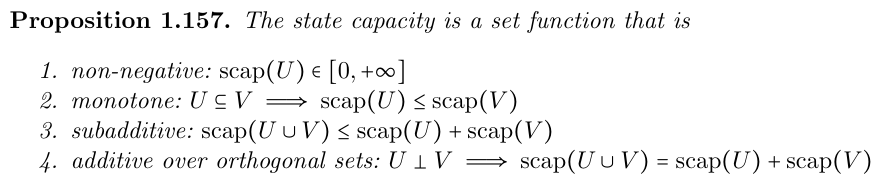 Proposition 1.157. The state capacity is a set function that is
1. non-negative: scap(U) ∈ [0, +∞]
2. monotone: U ⊆ V ⟹ scap(U) ≤ scap(V)
3. subadditive: scap(U ∪ V) ≤ scap(U) + scap(V)
4. additive over orthogonal sets: U ⊥ V ⟹ scap(U ∪ V) = scap(U) + scap(V)